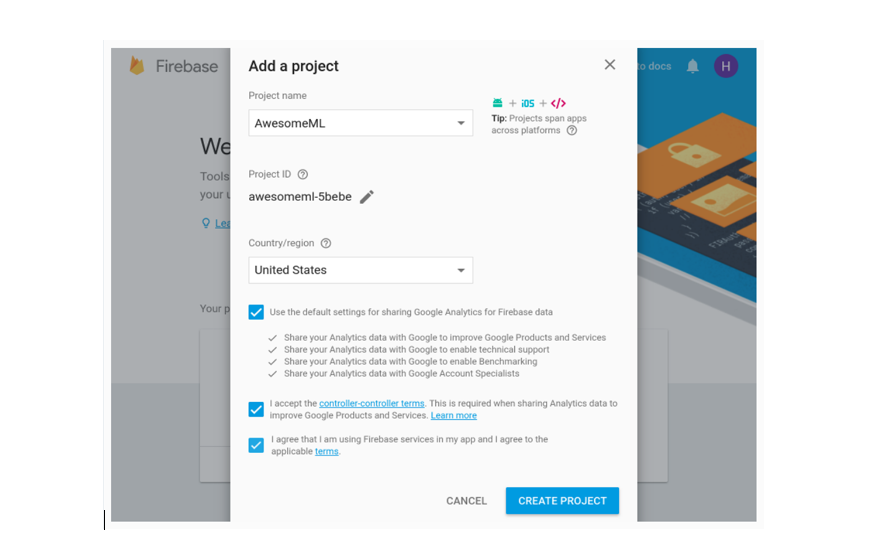 Firebase
to docs
H
We
Tools
your u
Lea
Your p
Add a project
Project name
AwesomeML
+ iOS + </>
Tip: Projects span apps
across platforms ?
Project ID ?
awesomeml-5bebe
Country/region ?
United States
Use the default settings for sharing Google Analytics for Firebase data
Share your Analytics data with Google to improve Google Products and Services
Share your Analytics data with Google to enable technical support
Share your Analytics data with Google to enable Benchmarking
Share your Analytics data with Google Account Specialists
I accept the controller-controller terms. This is required when sharing Analytics data to
improve Google Products and Services. Learn more
I agree that I am using Firebase services in my app and I agree to the
applicable terms.
CANCEL
CREATE PROJECT